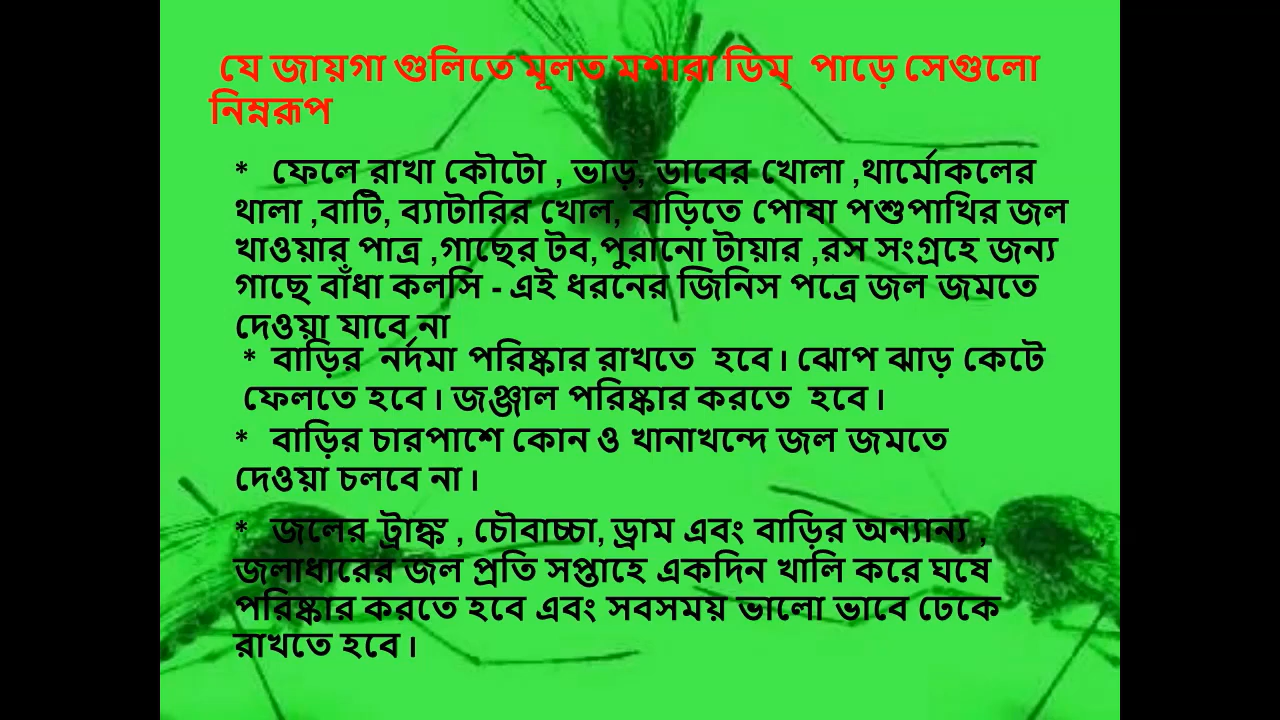 যে জায়গা গুলিতে মূলত মশারা ডিম্ পাড়ে সেগুলো
নিম্নরূপ
* ফেলে রাখা কৌটো , ভাড়, ডাবের খোলা ,থার্মোকলের
থালা ,বাটি, ব্যাটারির খোল, বাড়িতে পোষা পশুপাখির জল
খাওয়ার পাত্র ,গাছের টব, পুরানো টায়ার ,রস সংগ্রহে জন্য
গাছে বাঁধা কলসি - এই ধরনের জিনিস পত্রে জল জমতে
দেওয়া যাবে না
* বাড়ির নর্দমা পরিষ্কার রাখতে হবে। ঝোপ ঝাড় কেটে
ফেলতে হবে। জঞ্জাল পরিষ্কার করতে হবে।
* বাড়ির চারপাশে কোন ও খানাখন্দে জল জমতে
দেওয়া চলবে না।
* জলের ট্রাঙ্ক , চৌবাচ্চা, ড্রাম এবং বাড়ির অন্যান্য ,
জলাধারের জল প্রতি সপ্তাহে একদিন খালি করে ঘষে
পরিষ্কার করতে হবে এবং সবসময় ভালো ভাবে ঢেকে
রাখতে হবে।